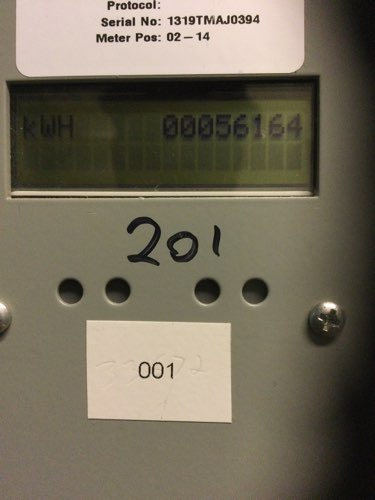 Protocol:
Serial No: 1319TMAJ0394
Meter Pos: 02 – 14
kWH 00056164
201
001